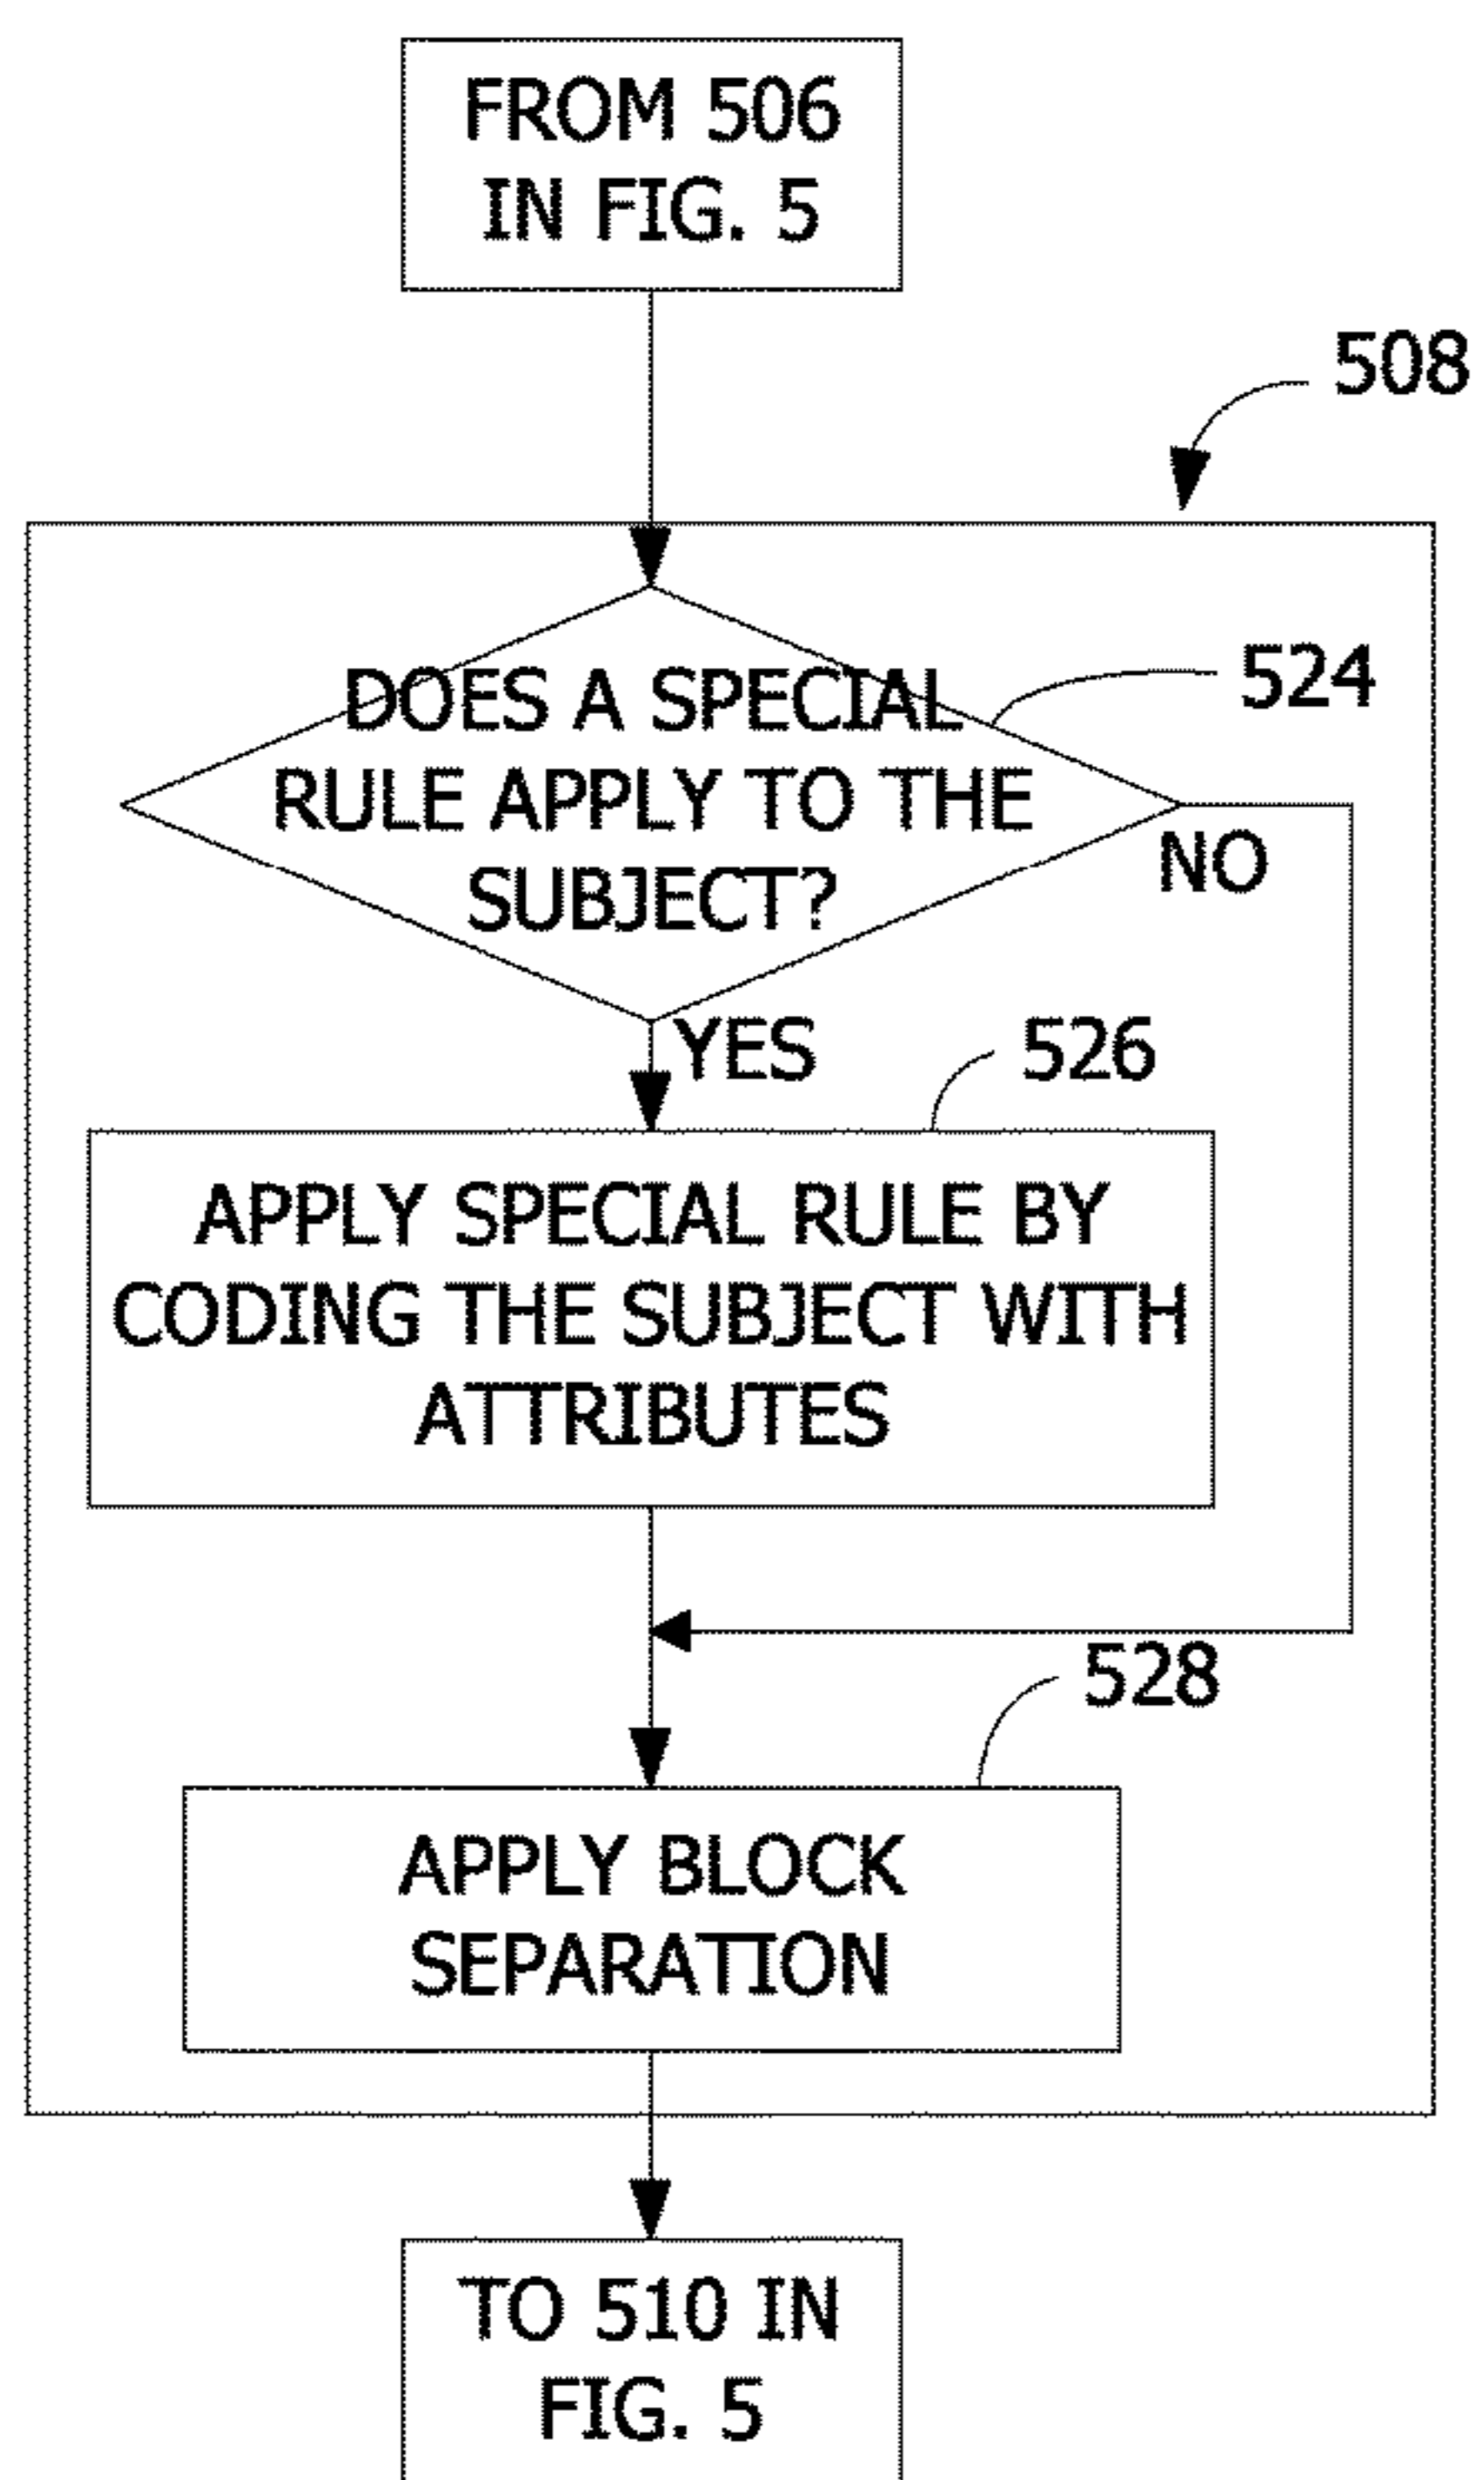 FROM 506
IN FIG. 5
508
DOES A SPECIAL
RULE APPLY TO THE
SUBJECT?
524
NO
YES
526
APPLY SPECIAL RULE BY
CODING THE SUBJECT WITH
ATTRIBUTES
528
APPLY BLOCK
SEPARATION
TO 510 IN
FIG. 5